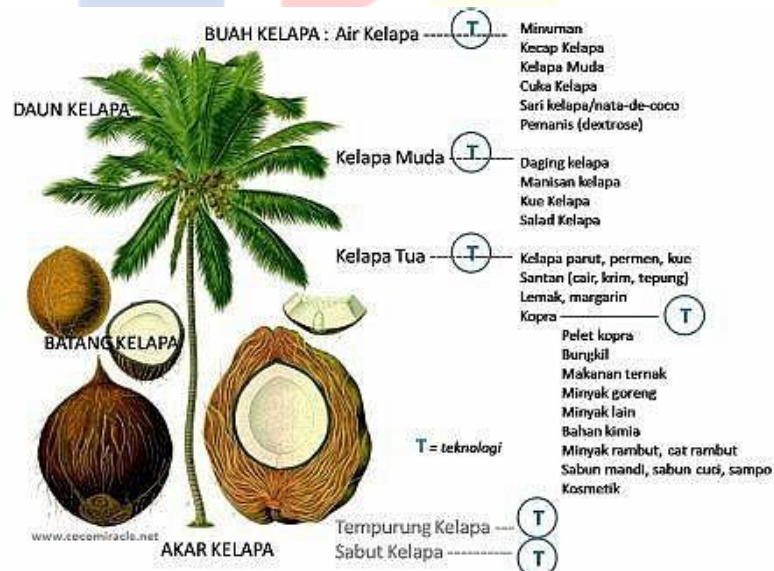 BUAH KELAPA : Air Kelapa ---------- T
Minuman
Kecap Kelapa
Kelapa Muda
Cuka Kelapa
Sari kelapa/nata-de-coco
Pemanis (dextrose)
DAUN KELAPA
Kelapa Muda ---------- T
Daging kelapa
Manisan kelapa
Kue Kelapa
Salad Kelapa
Kelapa Tua ---------- T
Kelapa parut, permen, kue
Santan (cair, krim, tepung)
Lemak, margarin
Kopra T
Pelet kopra
Bungkil
Makanan ternak
Minyak goreng
Minyak lain
Bahan kimia
Minyak rambut, cat rambut
Sabun mandi, sabun cuci, sampo
Kosmetik
BATANG KELAPA
T = teknologi
www.cocomiracle.net
AKAR KELAPA
Tempurung Kelapa --- T
Sabut Kelapa ---------- T